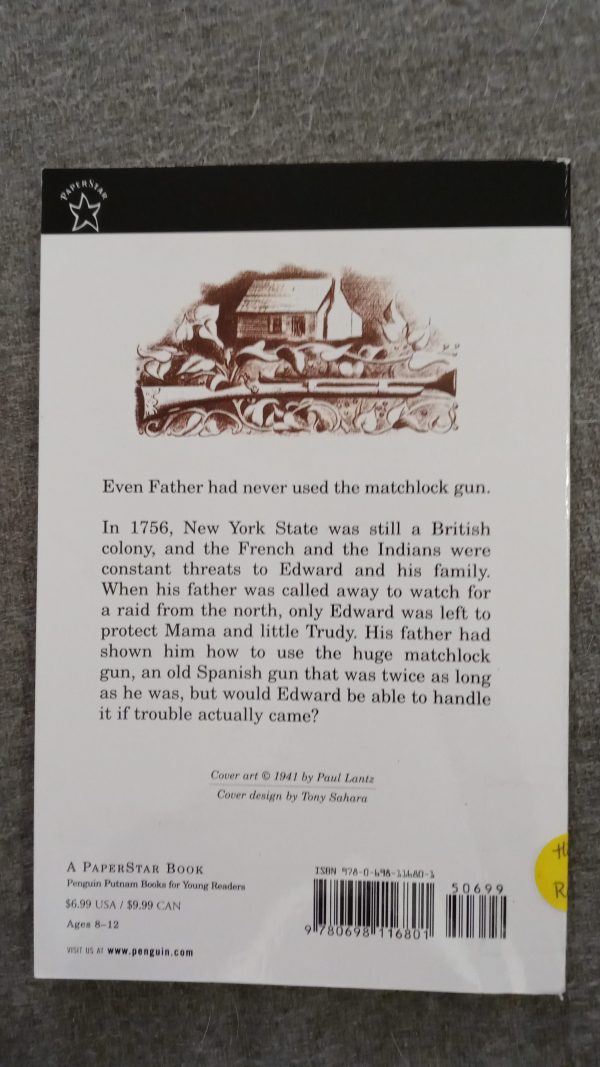 PAPERSTAR
Even Father had never used the matchlock gun.
In 1756, New York State was still a British
colony, and the French and the Indians were
constant threats to Edward and his family.
When his father was called away to watch for
a raid from the north, only Edward was left to
protect Mama and little Trudy. His father had
shown him how to use the huge matchlock
gun, an old Spanish gun that was twice as long
as he was, but would Edward be able to handle
it if trouble actually came?
Cover art © 1941 by Paul Lantz
Cover design by Tony Sahara
A PAPERSTAR BOOK
Penguin Putnam Books for Young Readers
$6.99 USA / $9.99 CAN
Ages 8–12
VISIT US AT www.penguin.com
ISBN 978-0-698-11680-1
50699
9 780698 116801
R